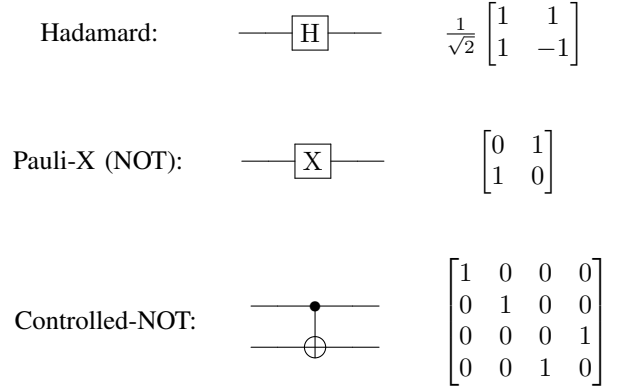 Hadamard: H 1/√2 [1 1
1 −1]
Pauli-X (NOT): X [0 1
1 0]
Controlled-NOT: [1 0 0 0
0 1 0 0
0 0 0 1
0 0 1 0]